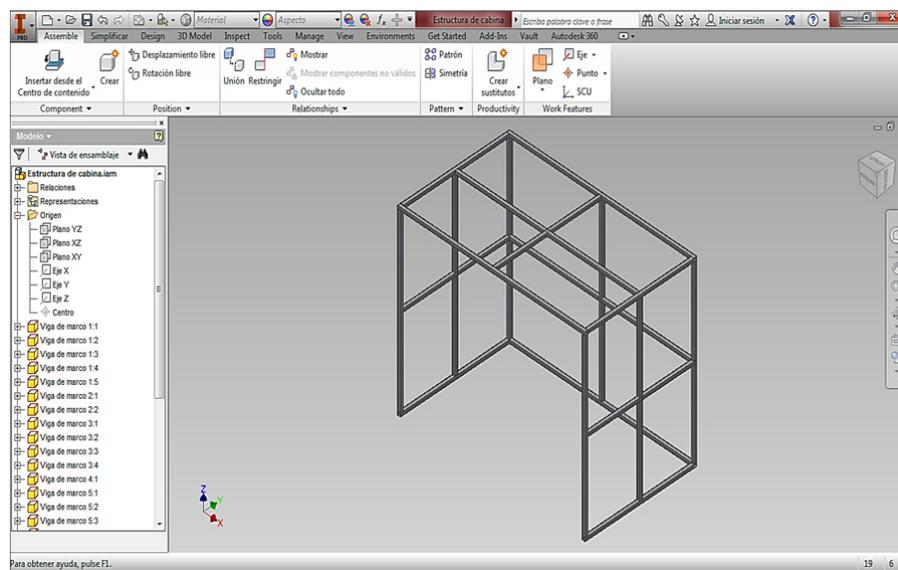 PRO
Material
Aspecto
Estructura de cabina
Escriba palabra clave o frase
Iniciar sesión
Assemble Simplificar Design 3D Model Inspect Tools Manage View Environments Get Started Add-Ins Vault Autodesk 360
Insertar desde el
Centro de contenido
Crear
Desplazamiento libre
Rotación libre
Unión Restringir
Mostrar
Mostrar componentes no válidos
Ocultar todo
Patrón
Simetría
Crear
sustitutos
Plano
Eje
Punto
SCU
Component Position Relationships Pattern Productivity Work Features
Modelo
Vista de ensamblaje
Estructura de cabina.iam
Relaciones
Representaciones
Origen
Plano YZ
Plano XZ
Plano XY
Eje X
Eje Y
Eje Z
Centro
Viga de marco 1:1
Viga de marco 1:2
Viga de marco 1:3
Viga de marco 1:4
Viga de marco 1:5
Viga de marco 2:1
Viga de marco 2:2
Viga de marco 3:1
Viga de marco 3:2
Viga de marco 3:3
Viga de marco 3:4
Viga de marco 4:1
Viga de marco 5:1
Viga de marco 5:2
Viga de marco 5:3
Z
Y
X
Para obtener ayuda, pulse F1.
19 6